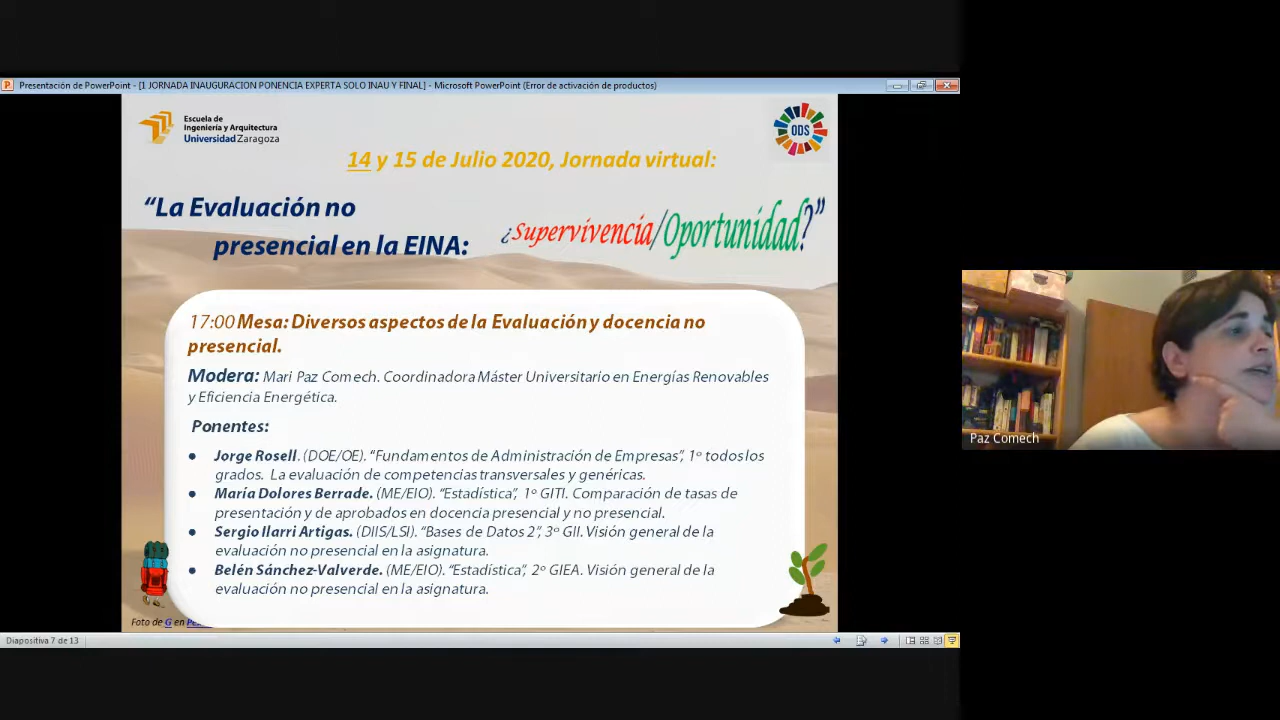 Presentación de PowerPoint - [1 JORNADA INAUGURACION PONENCIA EXPERTA SOLO INAU Y FINAL] - Microsoft PowerPoint (Error de activación de productos)
Escuela de
Ingeniería y Arquitectura
Universidad Zaragoza
ODS
14 y 15 de Julio 2020, Jornada virtual:
“La Evaluación no
presencial en la EINA:
¿Supervivencia/Oportunidad?”
17:00 Mesa: Diversos aspectos de la Evaluación y docencia no
presencial.
Modera: Mari Paz Comech. Coordinadora Máster Universitario en Energías Renovables
y Eficiencia Energética.
Ponentes:
● Jorge Rosell. (DOE/OE). “Fundamentos de Administración de Empresas”, 1º todos los
grados. La evaluación de competencias transversales y genéricas.
● María Dolores Berrade. (ME/EIO). “Estadística”, 1º GITI. Comparación de tasas de
presentación y de aprobados en docencia presencial y no presencial.
● Sergio Ilarri Artigas. (DIIS/LSI). “Bases de Datos 2”, 3º GII. Visión general de la
evaluación no presencial en la asignatura.
● Belén Sánchez-Valverde. (ME/EIO). “Estadística”, 2º GIEA. Visión general de la
evaluación no presencial en la asignatura.
Foto de G en
Diapositiva 7 de 13
Paz Comech